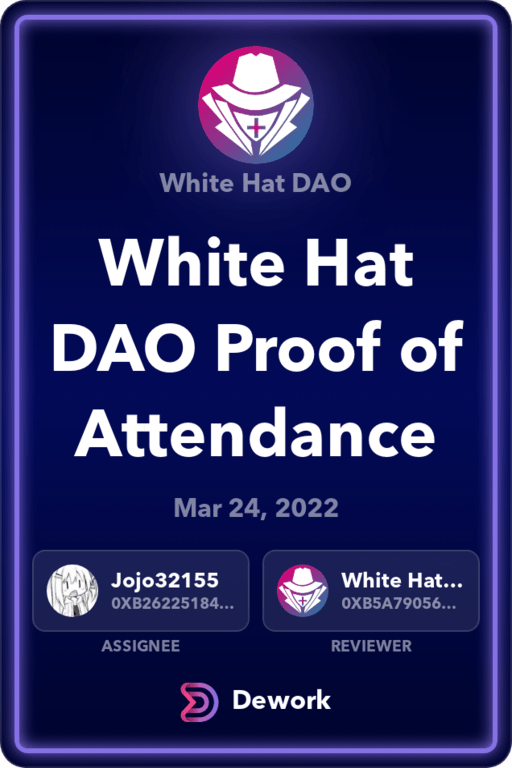 White Hat DAO
White Hat
DAO Proof of
Attendance
Mar 24, 2022
Jojo32155
0XB26225184...
White Hat...
0XB5A79056...
ASSIGNEE
REVIEWER
Dework